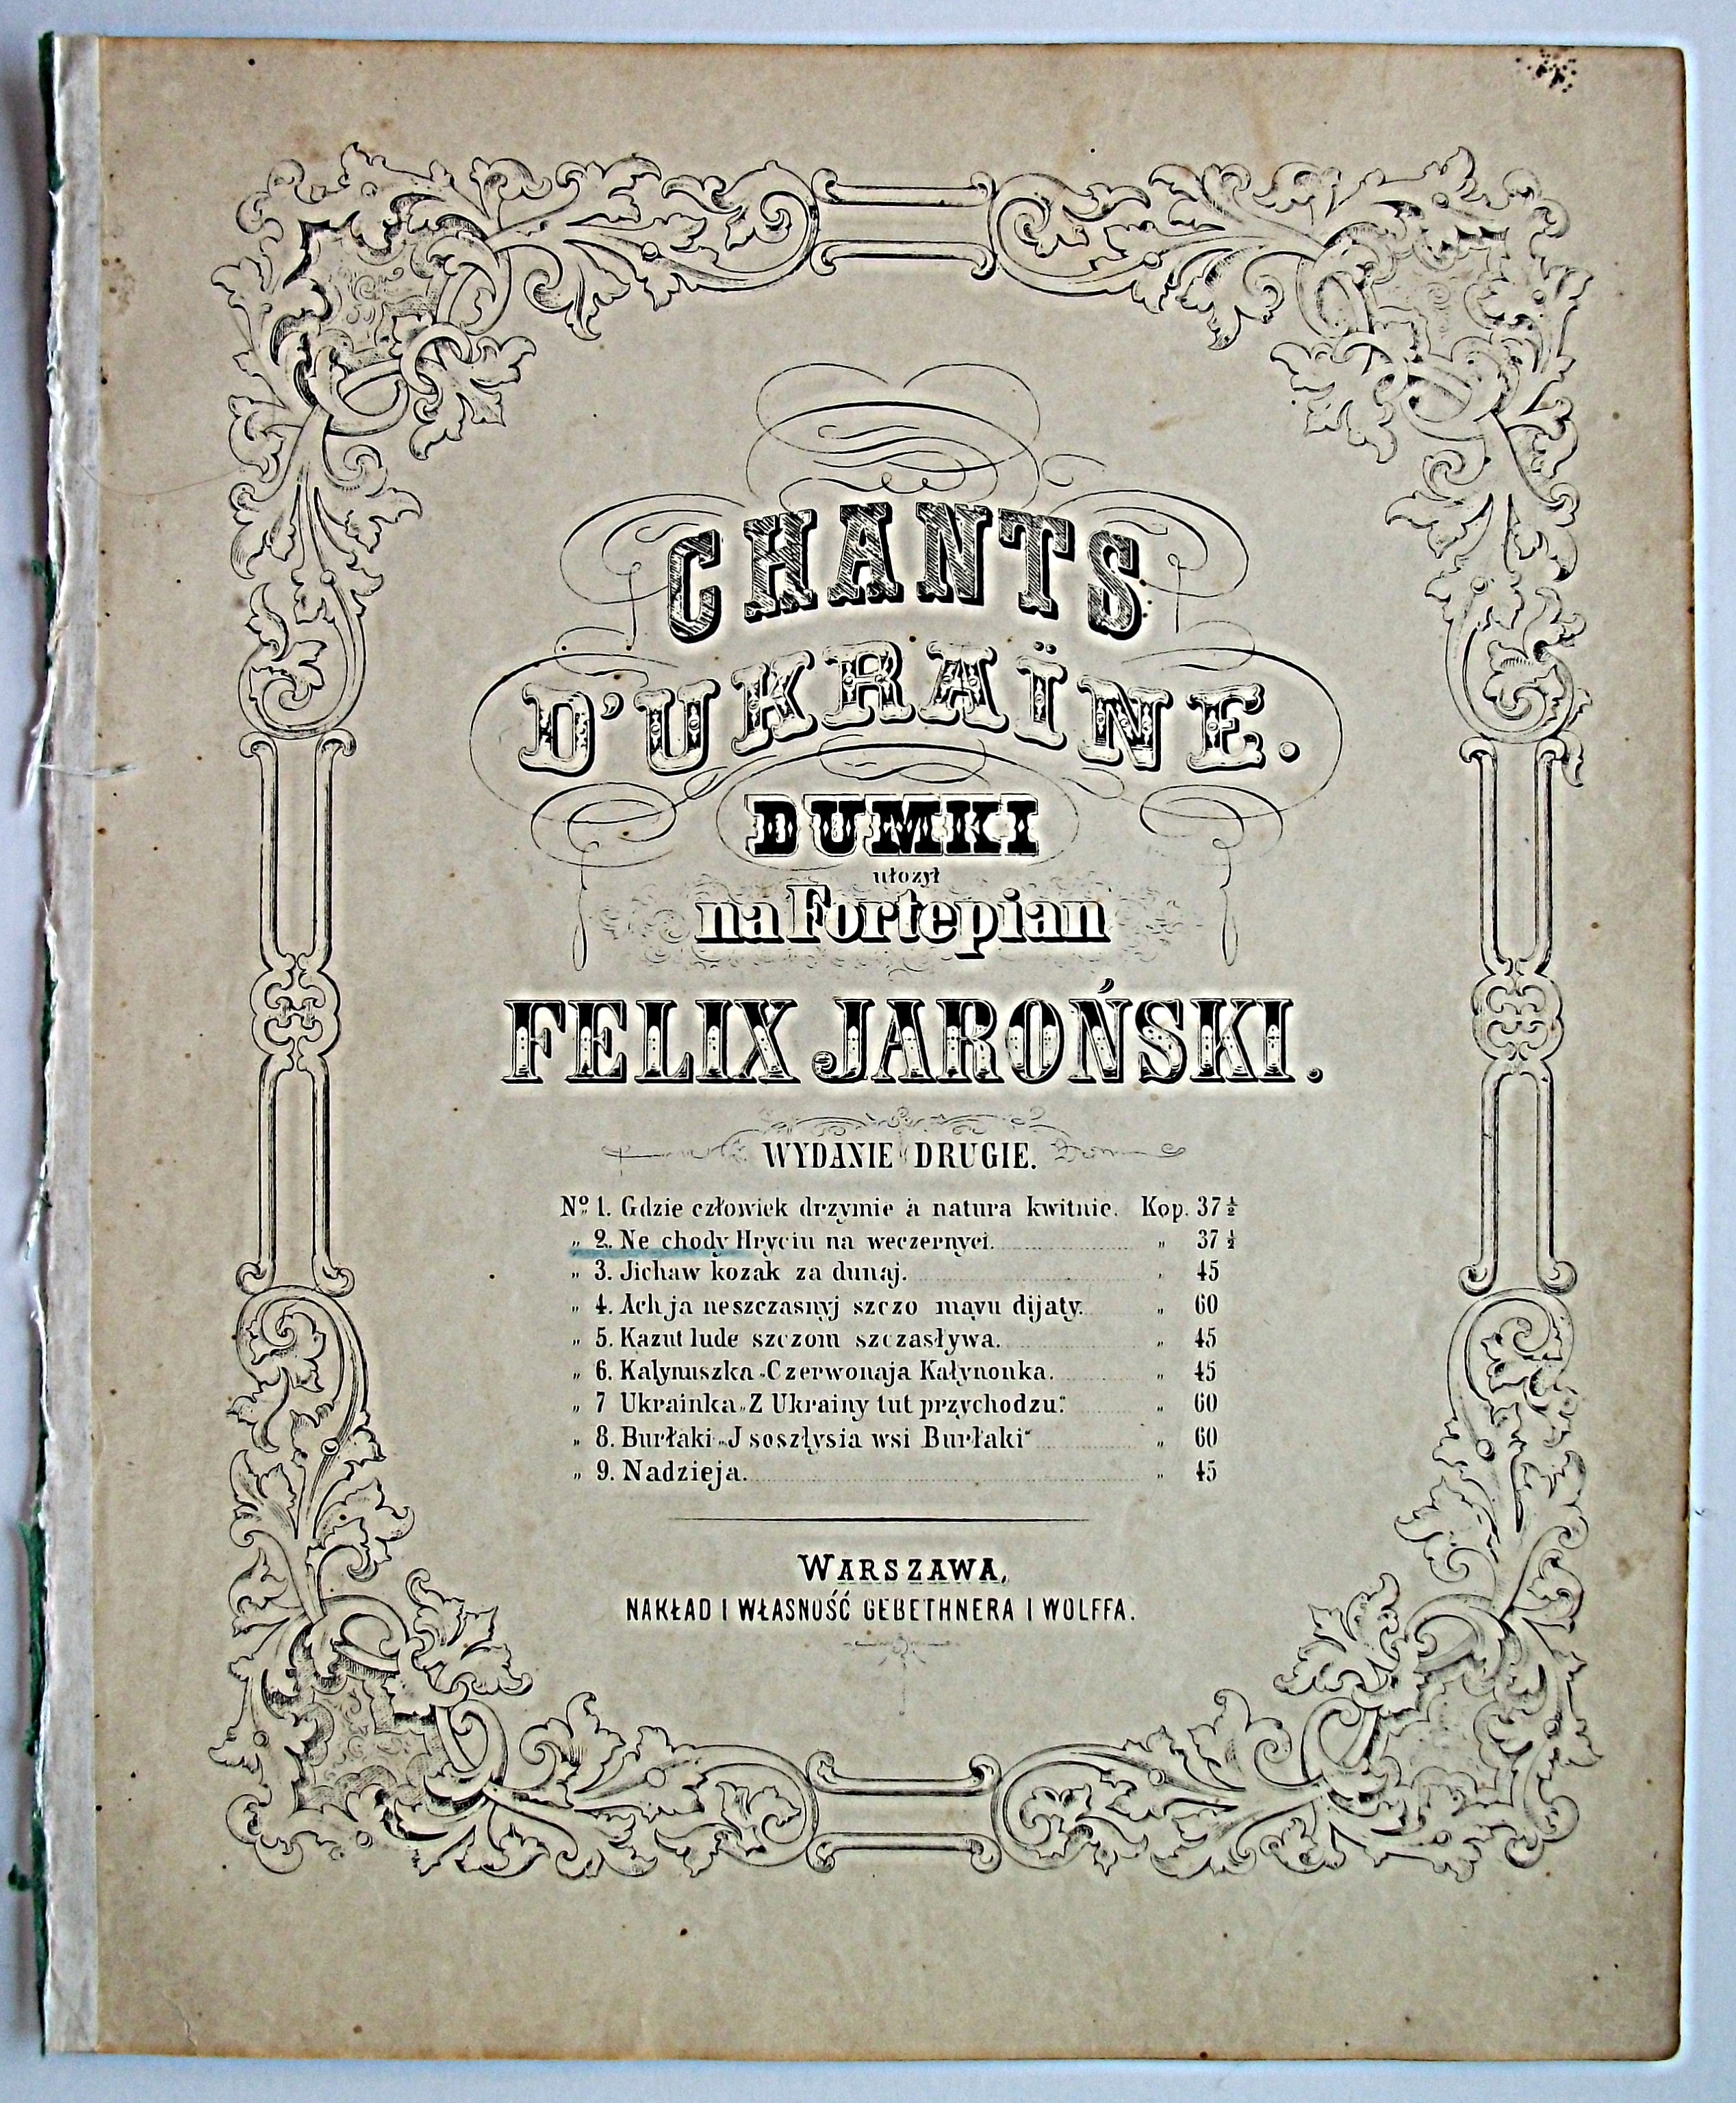 CHANTS
D'UKRAÏNE.
DUMKI
ułozył
na Fortepian
FELIX JAROŃSKI.
WYDANIE DRUGIE.
Nº 1. Gdzie człowiek drzymie à natura kwitnie. Kop. 37 ½
„ 2. Ne chody Hryciu na weczernyci. „ 37 ½
„ 3. Jichaw kozak za dunaj. „ 45
„ 4. Ach ja neszczasnyj szczo mayu dijaty. „ 60
„ 5. Kazut lude szczom szczasływa. „ 45
„ 6. Kalynuszka „Czerwonaja Kałynonka. „ 45
„ 7 Ukrainka „Z Ukrainy tut przychodzu." „ 60
„ 8. Burłaki „J soszłysia wsi Burłaki" „ 60
„ 9. Nadzieja. „ 45
WARSZAWA,
NAKŁAD I WŁASNOŚĆ GEBETHNERA I WOLFFA.